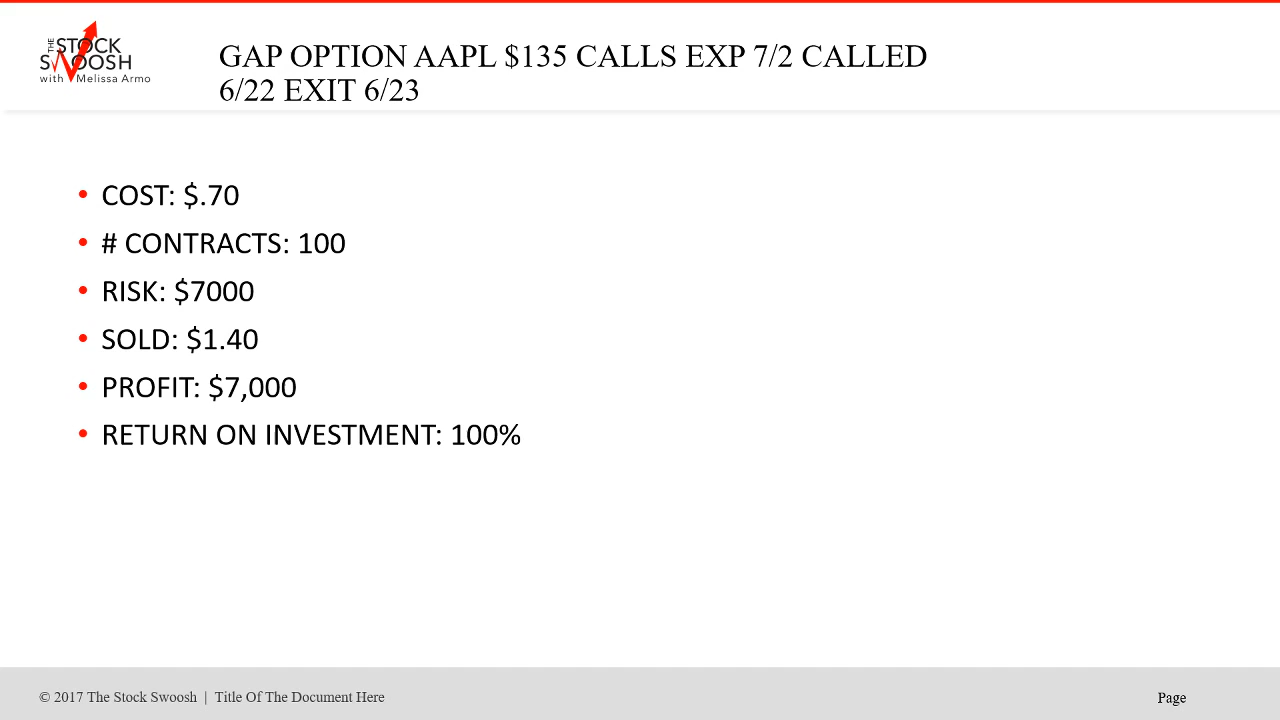 THE
STOCK
SWOOSH
with Melissa Armo
GAP OPTION AAPL $135 CALLS EXP 7/2 CALLED
6/22 EXIT 6/23
• COST: $.70
• # CONTRACTS: 100
• RISK: $7000
• SOLD: $1.40
• PROFIT: $7,000
• RETURN ON INVESTMENT: 100%
© 2017 The Stock Swoosh | Title Of The Document Here
Page